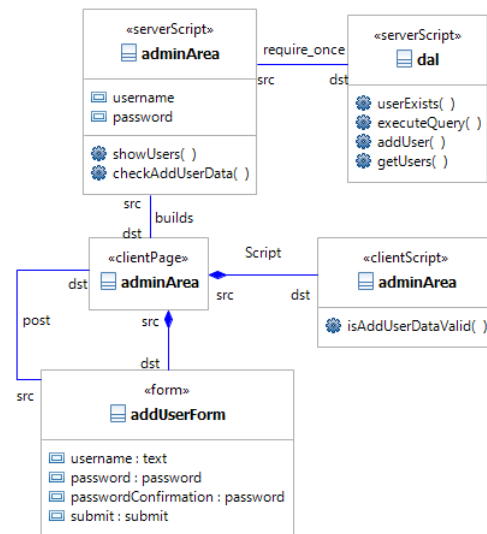 «serverScript»
adminArea
username
password
showUsers( )
checkAddUserData( )
require_once
src
dst
«serverScript»
dal
userExists( )
executeQuery( )
addUser( )
getUsers( )
src
builds
dst
«clientPage»
adminArea
dst
src
Script
src
dst
«clientScript»
adminArea
isAddUserDataValid( )
post
src
dst
«form»
addUserForm
username : text
password : password
passwordConfirmation : password
submit : submit